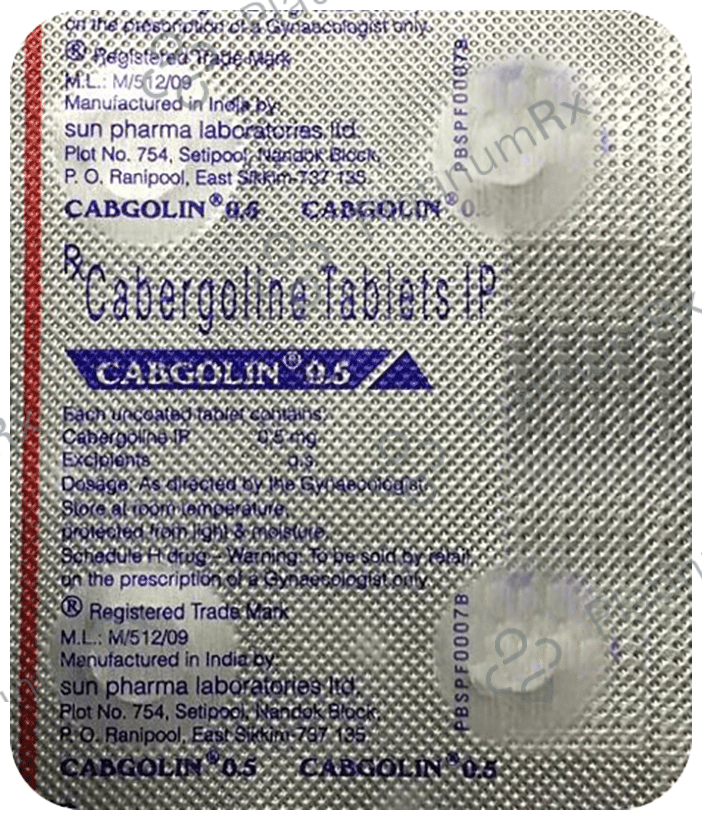 on the prescription of a Gynaecologist only.
® Registered Trade Mark
M.L.: M/512/09
Manufactured in India by:
sun pharma laboratories ltd.
Plot No. 754, Setipool, Nandok Block,
P. O. Ranipool, East Sikkim-737 135.
CABGOLIN® 0.5 CABGOLIN® 0.
PBSPF0007B
Rx Cabergoline Tablets IP
CABGOLIN® 0.5
Each uncoated tablet contains:
Cabergoline IP 0.5 mg
Excipients q.s.
Dosage: As directed by the Gynaecologist.
Store at room temperature,
protected from light & moisture.
Schedule H drug - Warning: To be sold by retail
on the prescription of a Gynaecologist only.
® Registered Trade Mark
M.L.: M/512/09
Manufactured in India by:
sun pharma laboratories ltd.
Plot No. 754, Setipool, Nandok Block,
P. O. Ranipool, East Sikkim-737 135.
CABGOLIN® 0.5 CABGOLIN® 0.5
PBSPF0007B
PlatinumRx